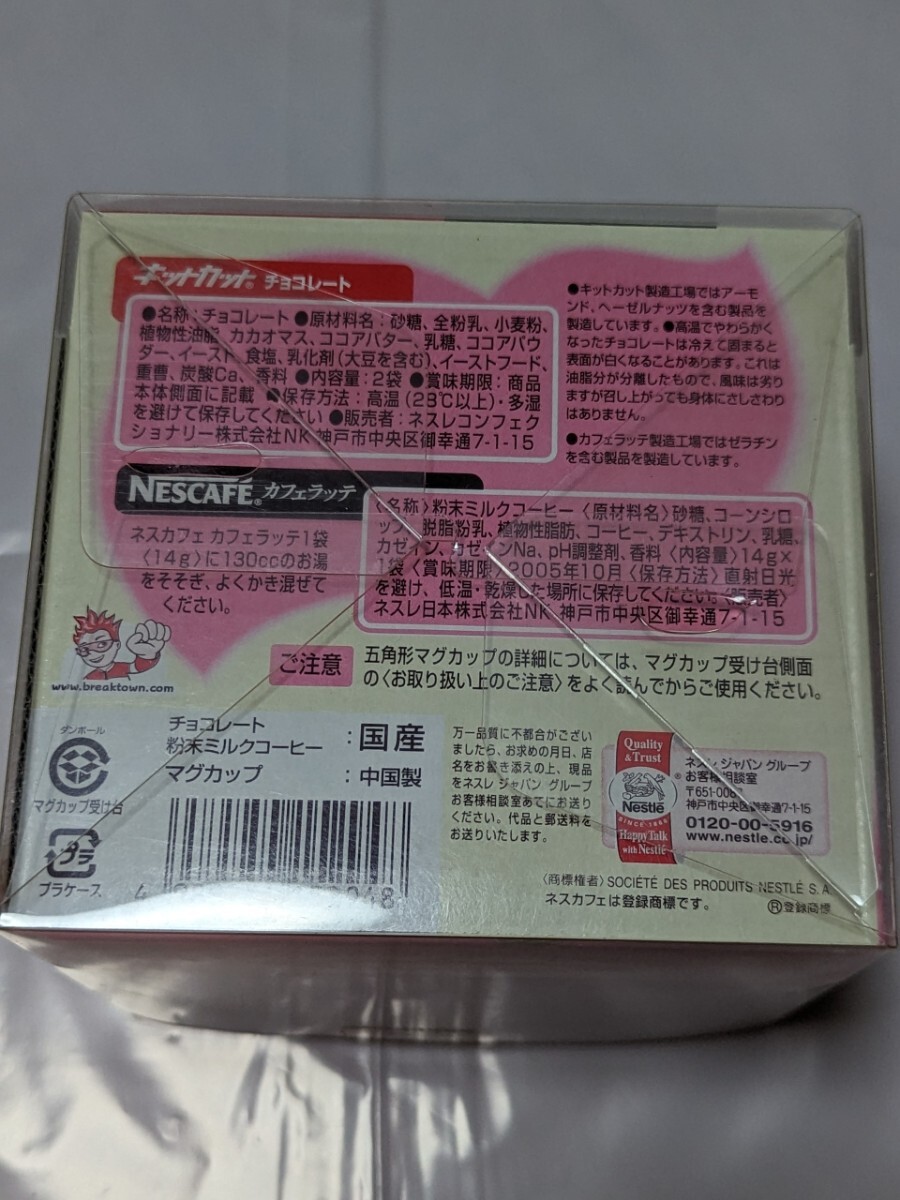 キットカット® チョコレート
●名称：チョコレート ●原材料名：砂糖、全粉乳、小麦粉、
植物性油脂、カカオマス、ココアバター、乳糖、ココアパウ
ダー、イースト、食塩、乳化剤(大豆を含む)、イーストフード、
重曹、炭酸Ca、香料 ●内容量：2袋 ●賞味期限：商品
本体側面に記載 ●保存方法：高温(28℃以上)・多湿
を避けて保存してください ●販売者：ネスレコンフェク
ショナリー株式会社NK 神戸市中央区御幸通7-1-15
●キットカット製造工場ではアーモ
ンド、ヘーゼルナッツを含む製品を
製造しています。●高温でやわらかく
なったチョコレートは冷えて固まると
表面が白くなることがあります。これは
油脂分が分離したもので、風味は劣り
ますが召し上がっても身体にさしさわり
はありません。
●カフェラッテ製造工場ではゼラチン
を含む製品を製造しています。
NESCAFÉ® カフェラッテ
ネスカフェ カフェラッテ1袋
〈14g〉に130ccのお湯
をそそぎ、よくかき混ぜて
ください。
〈名称〉粉末ミルクコーヒー〈原材料名〉砂糖、コーンシロ
ップ、脱脂粉乳、植物性脂肪、コーヒー、デキストリン、乳糖、
カゼイン、カゼインNa、pH調整剤、香料〈内容量〉14g×
1袋〈賞味期限〉2005年10月〈保存方法〉直射日光
を避け、低温・乾燥した場所に保存してください。〈販売者〉
ネスレ日本株式会社NK 神戸市中央区御幸通7-1-15
www.breaktown.com
ご注意
五角形マグカップの詳細については、マグカップ受け台側面
の〈お取り扱い上のご注意〉をよく読んでからご使用ください。
ダンボール
マグカップ受け台
プラ
プラケース
チョコレート
粉末ミルクコーヒー：国産
マグカップ：中国製
万一品質に不都合がござい
ましたら、お求めの月日、店
名をお書き添えの上、現品
をネスレ ジャパン グループ
お客様相談室あてにお送り
ください。代品と郵送料を
お送りいたします。
Quality
& Trust
Nestlé®
SINCE 1866
Happy Talk
with Nestlé
ネスレ ジャパン グループ
お客様相談室
神戸市中央区御幸通7-1-15
0120-00-5916
www.nestle.co.jp/
〈商標権者〉SOCIÉTÉ DES PRODUITS NESTLÉ S.A.
ネスカフェは登録商標です。
Ⓡ登録商標